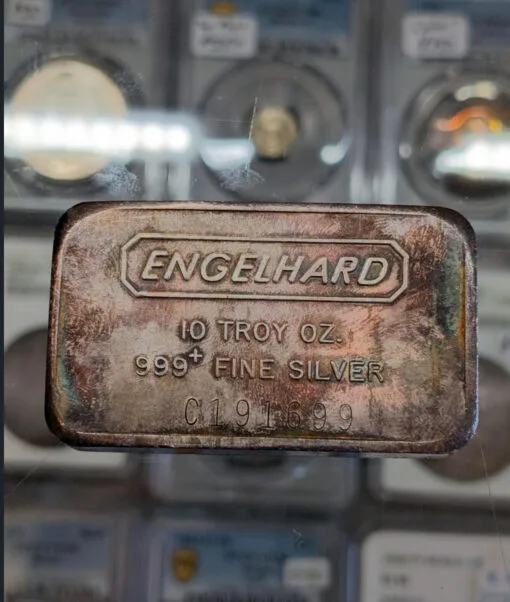 ENGELHARD
10 TROY OZ.
999+ FINE SILVER
C191699